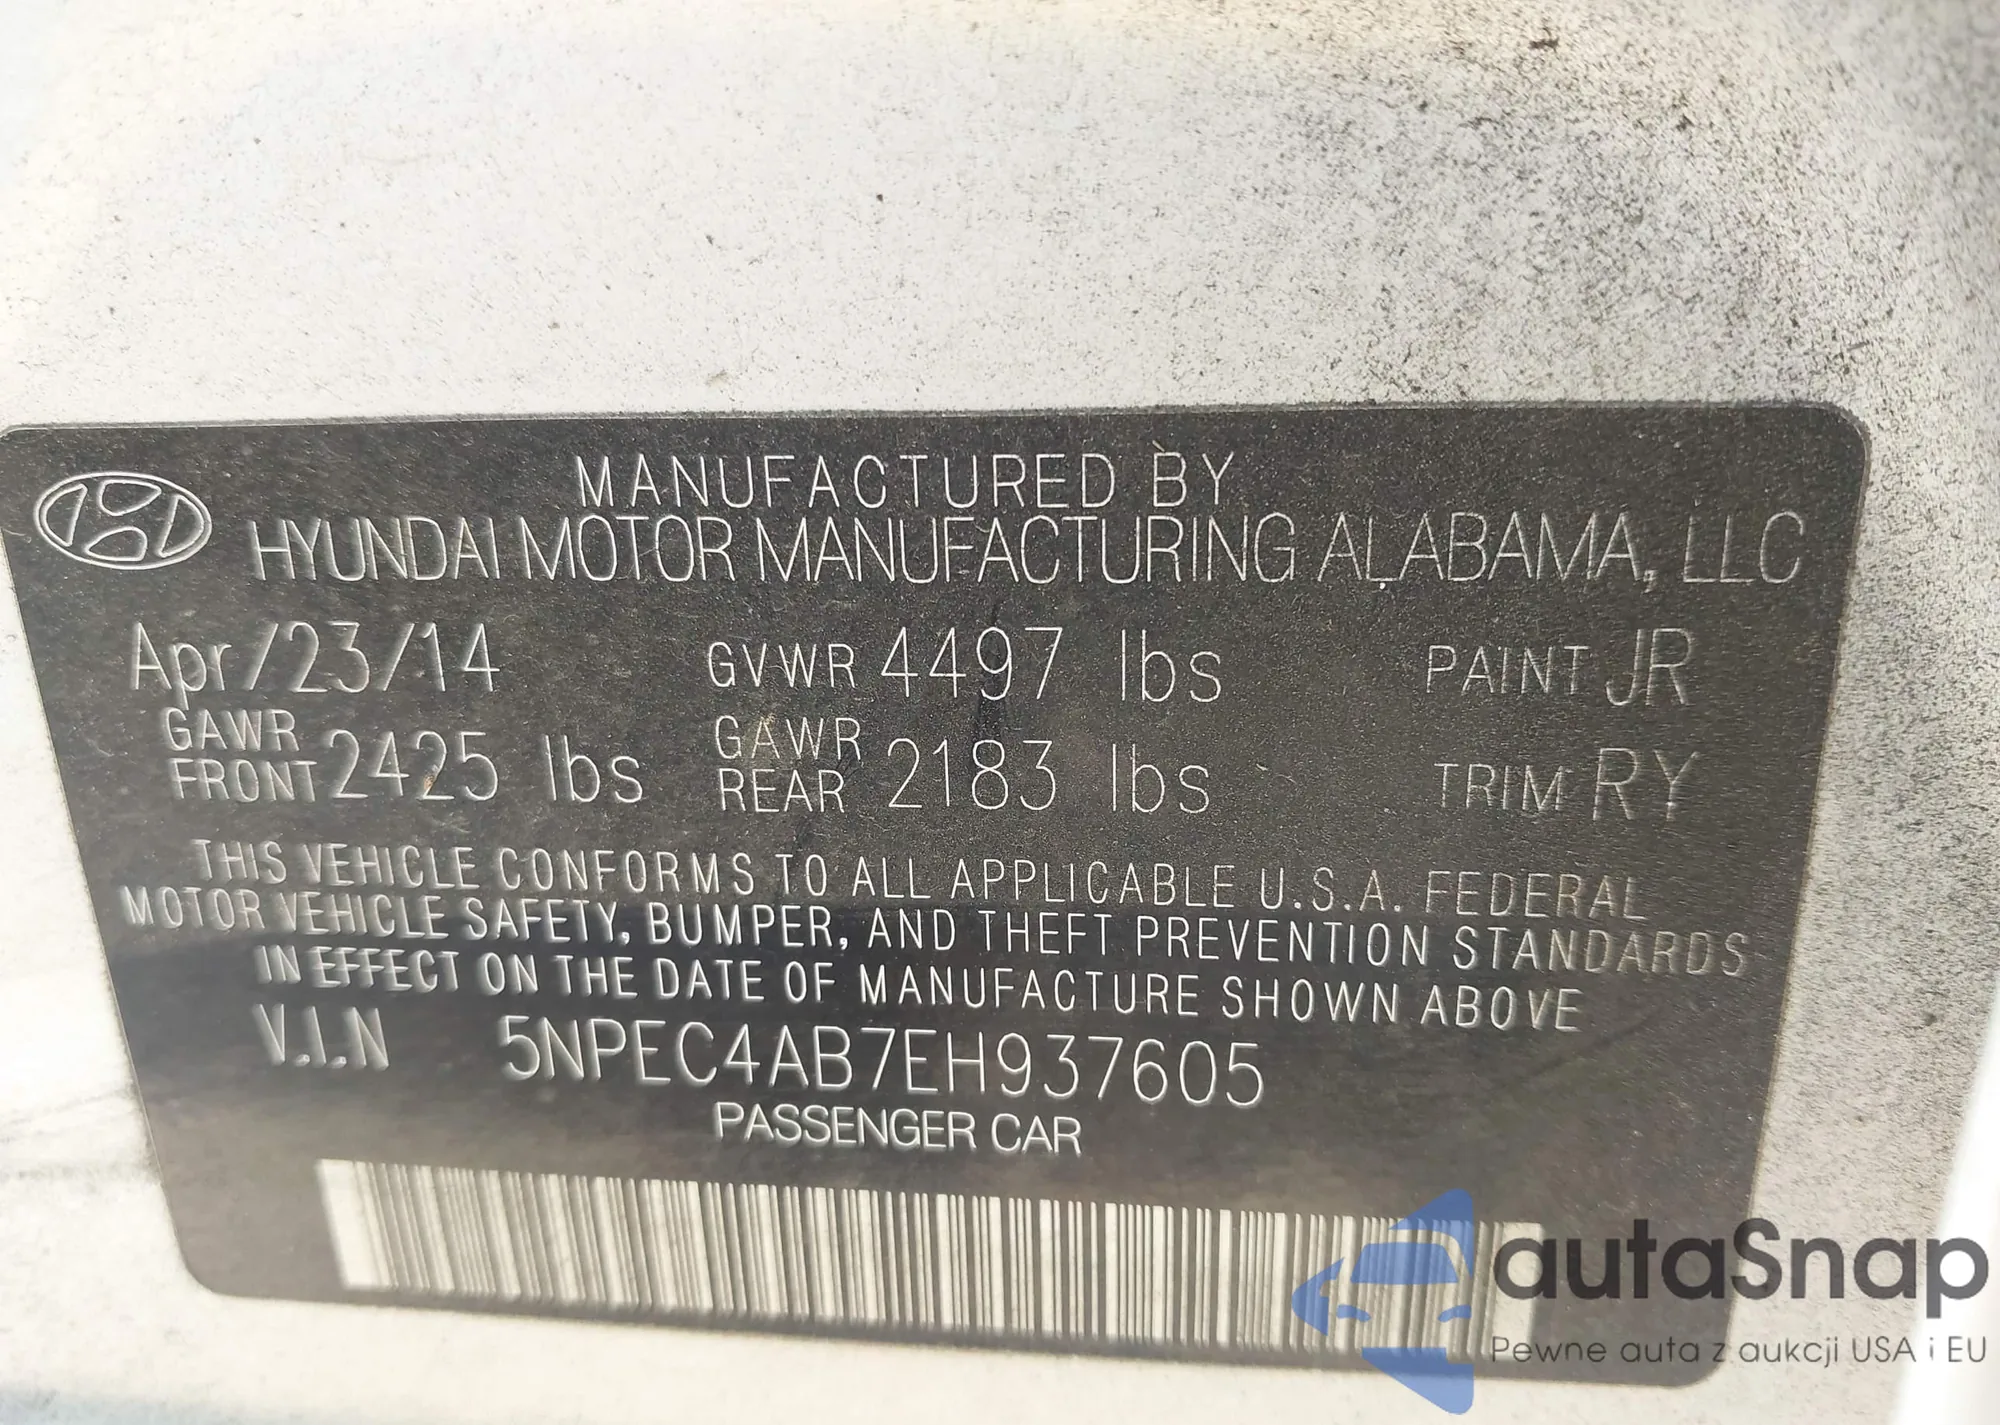 MANUFACTURED BY
HYUNDAI MOTOR MANUFACTURING ALABAMA, LLC
Apr/23/14 GVWR 4497 lbs PAINT JR
GAWR FRONT 2425 lbs GAWR REAR 2183 lbs TRIM RY
THIS VEHICLE CONFORMS TO ALL APPLICABLE U.S.A. FEDERAL
MOTOR VEHICLE SAFETY, BUMPER, AND THEFT PREVENTION STANDARDS
IN EFFECT ON THE DATE OF MANUFACTURE SHOWN ABOVE
V.I.N 5NPEC4AB7EH937605
PASSENGER CAR
autaSnap
Pewne auta z aukcji USA i EU